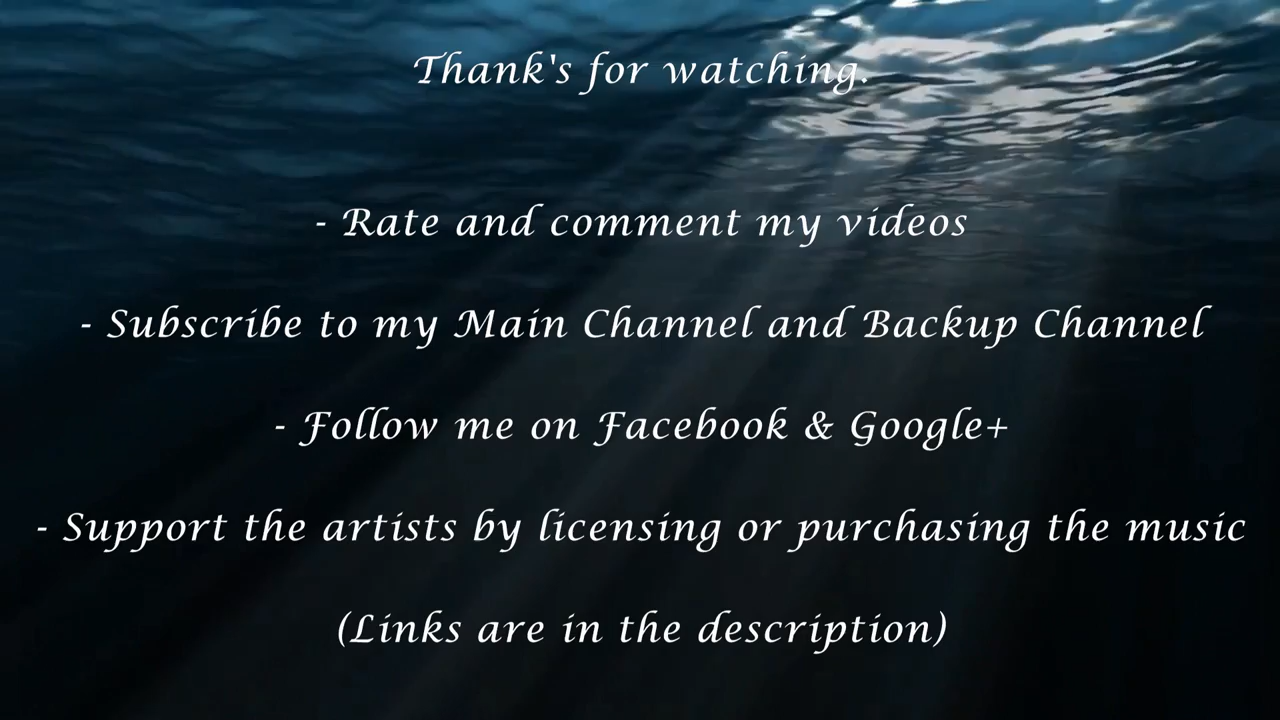 Thank's for watching.
- Rate and comment my videos
- Subscribe to my Main Channel and Backup Channel
- Follow me on Facebook & Google+
- Support the artists by licensing or purchasing the music
(Links are in the description)